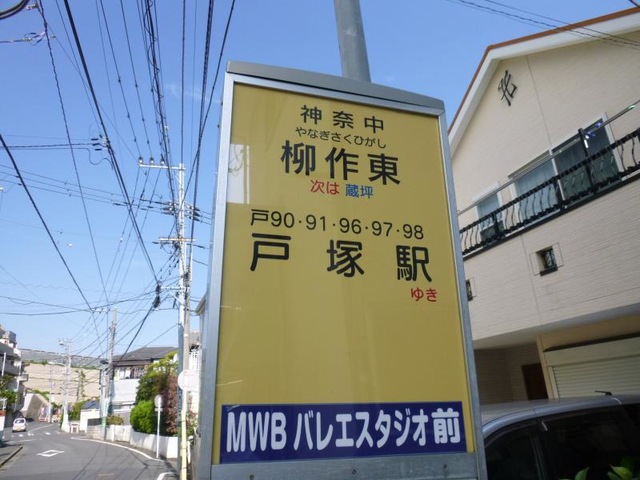 神奈中
やなぎさくひがし
柳作東
次は 蔵坪
戸90・91・96・97・98
戸塚駅
ゆき
MWB バレエスタジオ前